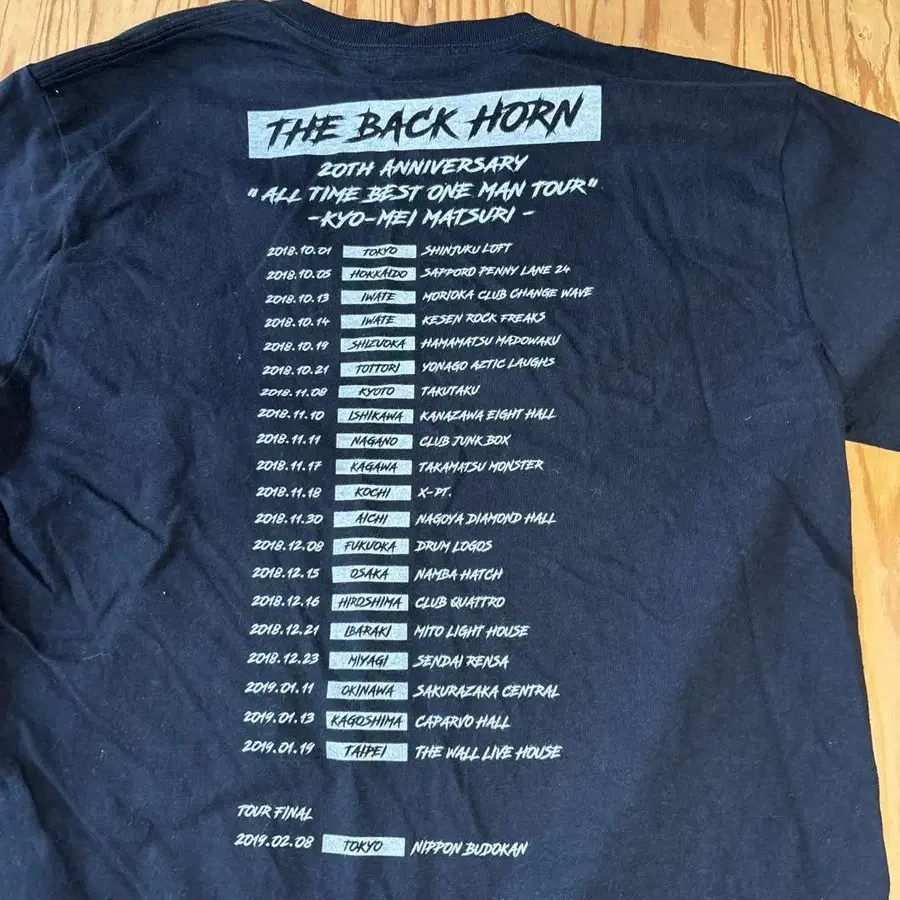 THE BACK HORN
20TH ANNIVERSARY
"ALL TIME BEST ONE MAN TOUR"
-KYO-MEI MATSURI -
2018.10.01 TOKYO SHINJUKU LOFT
2018.10.05 HOKKAIDO SAPPORO PENNY LANE 24
2018.10.13 IWATE MORIOKA CLUB CHANGE WAVE
2018.10.14 IWATE KESEN ROCK FREAKS
2018.10.19 SHIZUOKA HAMAMATSU MADOWAKU
2018.10.21 TOTTORI YONAGO AZTIC LAUGHS
2018.11.08 KYOTO TAKUTAKU
2018.11.10 ISHIKAWA KANAZAWA EIGHT HALL
2018.11.11 NAGANO CLUB JUNK BOX
2018.11.17 KAGAWA TAKAMATSU MONSTER
2018.11.18 KOCHI X-PT.
2018.11.30 AICHI NAGOYA DIAMOND HALL
2018.12.08 FUKUOKA DRUM LOGOS
2018.12.15 OSAKA NAMBA HATCH
2018.12.16 HIROSHIMA CLUB QUATTRO
2018.12.21 IBARAKI MITO LIGHT HOUSE
2018.12.23 MIYAGI SENDAI RENSA
2019.01.11 OKINAWA SAKURAZAKA CENTRAL
2019.01.13 KAGOSHIMA CAPARVO HALL
2019.01.19 TAIPEI THE WALL LIVE HOUSE
TOUR FINAL
2019.02.08 TOKYO NIPPON BUDOKAN